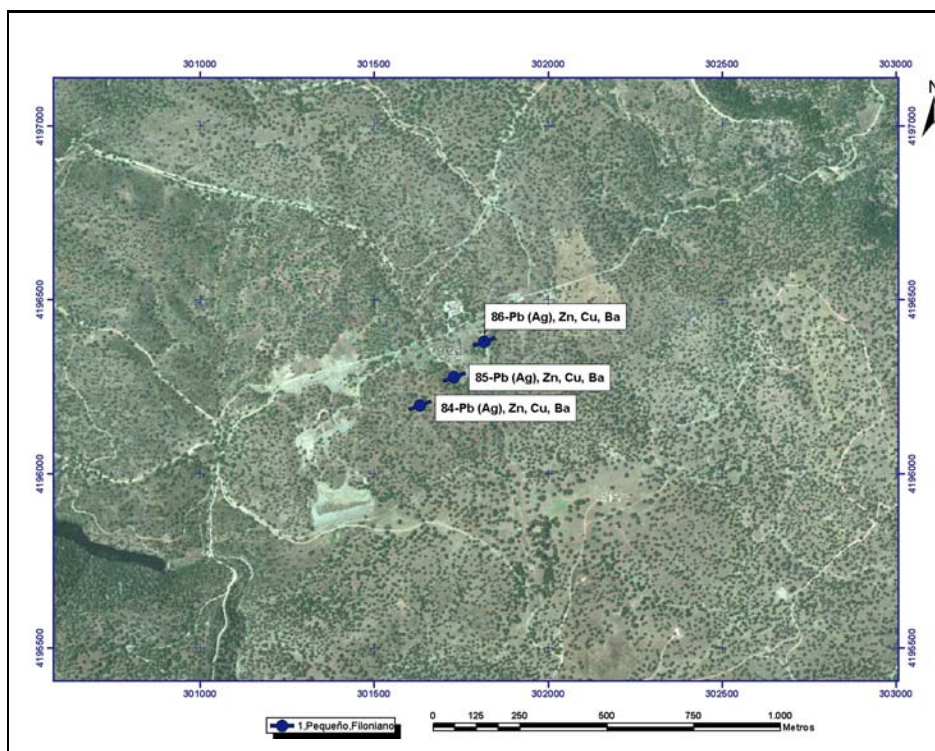 301000 301500 302000 302500 303000
N
4197000 4197000
4196500 4196500
86-Pb (Ag), Zn, Cu, Ba
85-Pb (Ag), Zn, Cu, Ba
84-Pb (Ag), Zn, Cu, Ba
4196000 4196000
4195500 4195500
301000 301500 302000 302500 303000
1,Pequeño,Filoniano
0 125 250 500 750 1.000
Metros